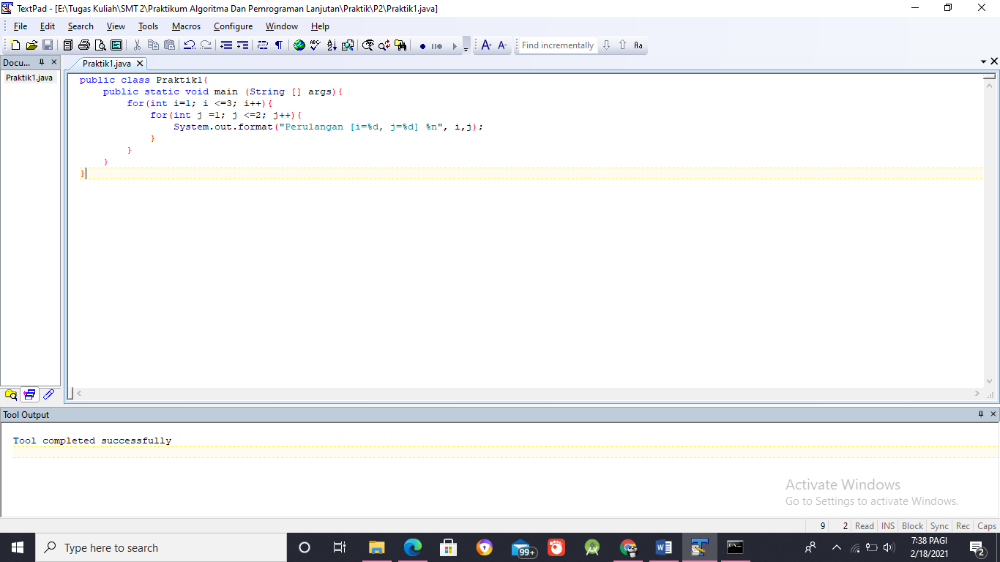 TextPad - [E:\Tugas Kuliah\SMT 2\Praktikum Algoritma Dan Pemrograman Lanjutan\Praktik\P2\Praktik1.java]
File Edit Search View Tools Macros Configure Window Help
Find incrementally Aa
Docu...
Praktik1.java
Praktik1.java
public class Praktik1{
    public static void main (String [] args){
        for(int i=1; i <=3; i++){
            for(int j =1; j <=2; j++){
                System.out.format("Perulangan [i=%d, j=%d] %n", i,j);
            }
        }
    }
}
Tool Output
Tool completed successfully
Activate Windows
Go to Settings to activate Windows.
9 2 Read INS Block Sync Rec Caps
Type here to search
99+
7:38 PAGI
2/18/2021
2